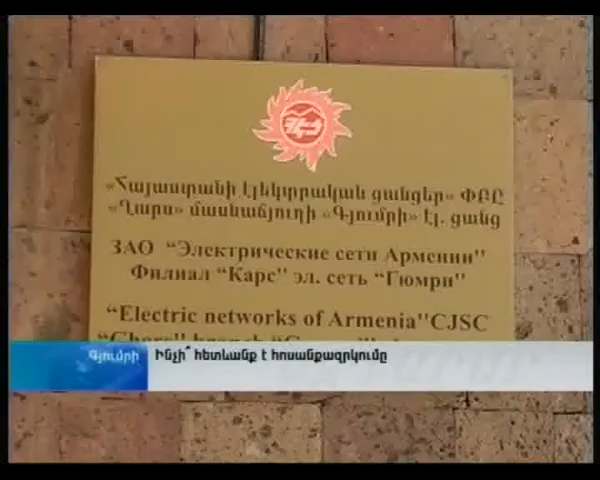 ՀԷՑ
«Հայաստանի էլեկտրական ցանցեր» ՓԲԸ
«Ղարս» մասնաճյուղի «Գյումրի» էլ. ցանց
ЗАО "Электрические сети Армении"
Филиал "Карс" эл. сеть "Гюмри"
"Electric networks of Armenia"CJSC
Գյումրի
Ինչի՞ հետևանք է հոսանքազրկումը